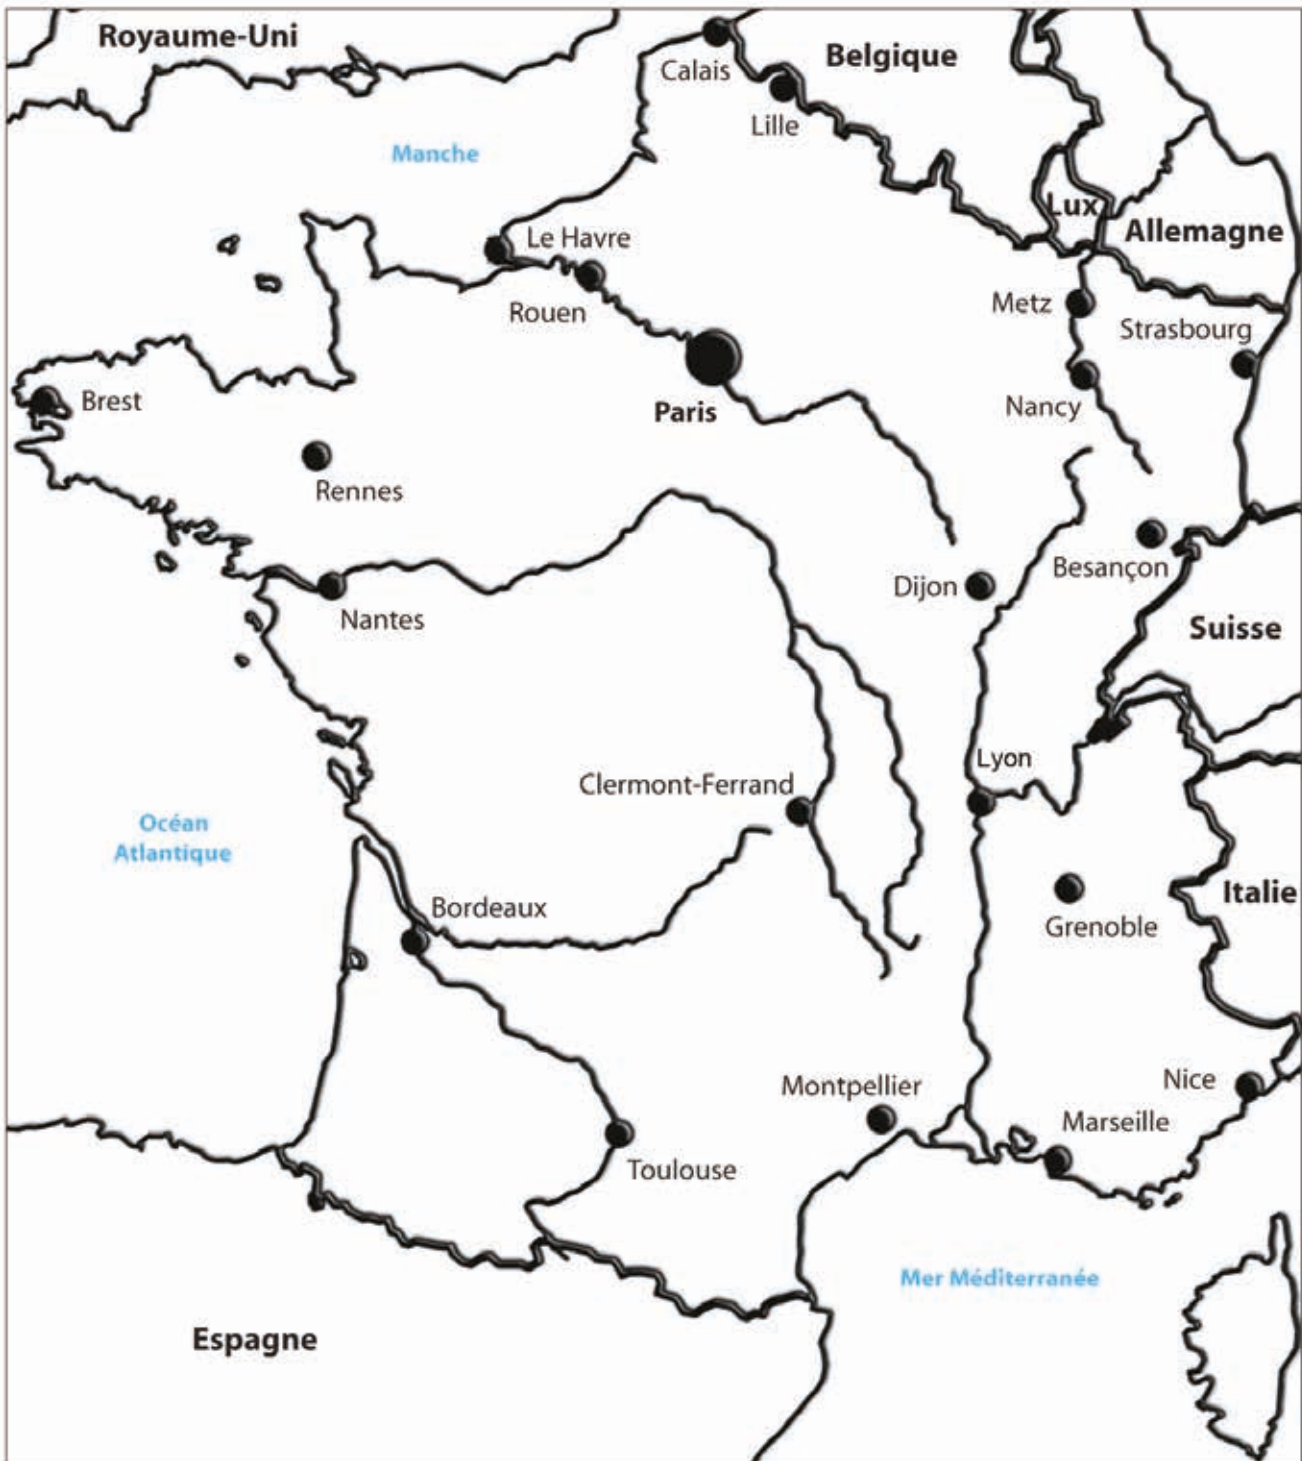 Royaume-Uni
Belgique
Calais
Lille
Manche
Lux
Allemagne
Le Havre
Rouen
Metz
Strasbourg
Paris
Nancy
Brest
Rennes
Besançon
Dijon
Nantes
Suisse
Lyon
Clermont-Ferrand
Océan
Atlantique
Italie
Bordeaux
Grenoble
Nice
Montpellier
Marseille
Toulouse
Mer Méditerranée
Espagne